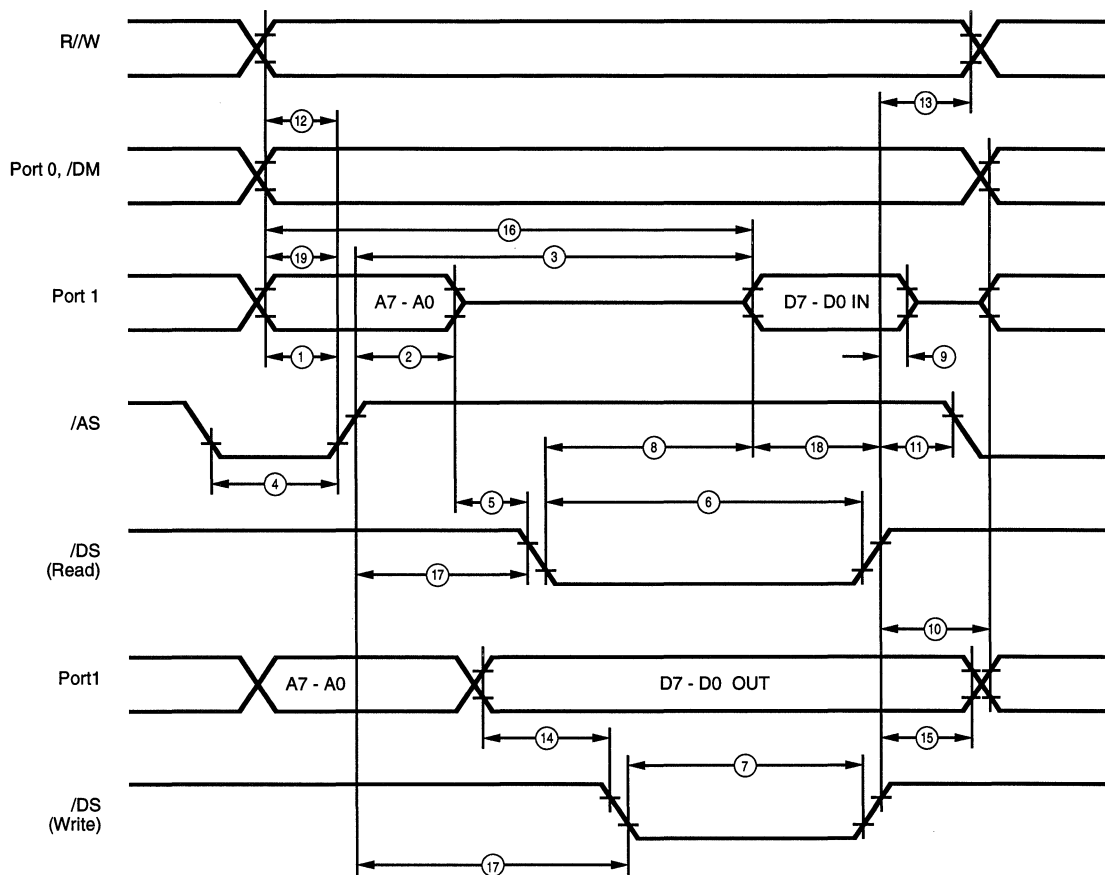 R//W
13
12
Port 0, /DM
16
19
3
Port 1
A7 - A0
D7 - D0 IN
1
2
9
/AS
8
18
11
4
5
6
/DS
(Read)
17
10
Port1
A7 - A0
D7 - D0 OUT
14
15
7
/DS
(Write)
17